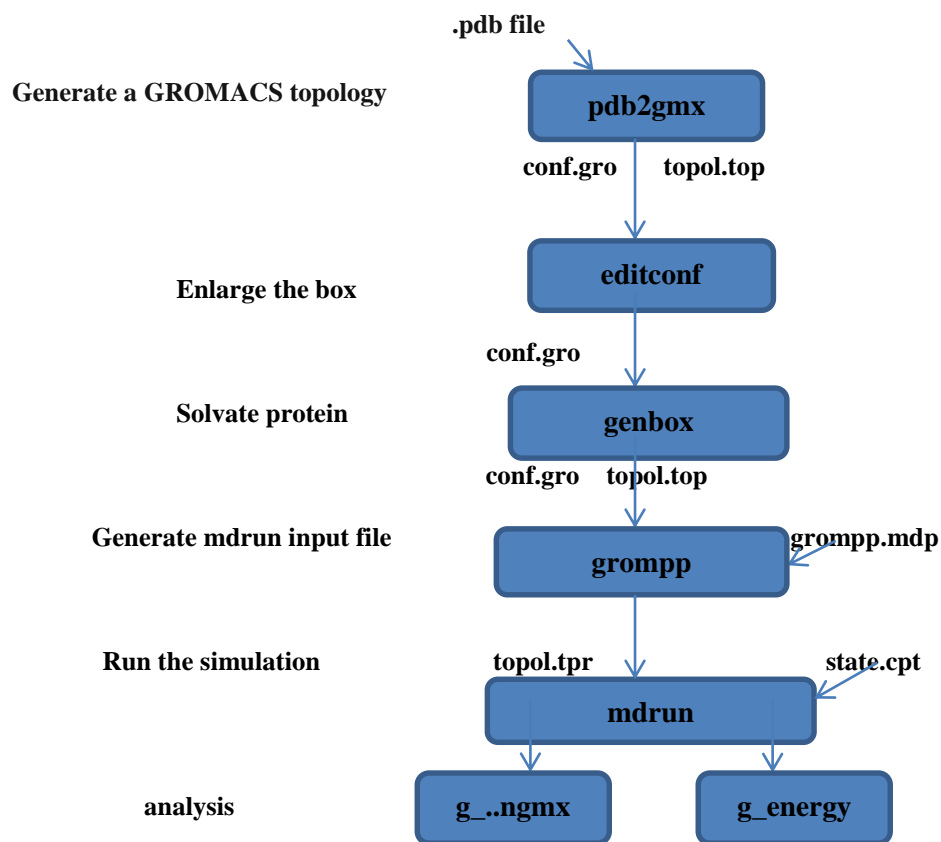 .pdb file
Generate a GROMACS topology
pdb2gmx
conf.gro topol.top
Enlarge the box
editconf
conf.gro
Solvate protein
genbox
conf.gro topol.top
Generate mdrun input file
grompp.mdp
grompp
Run the simulation
topol.tpr
state.cpt
mdrun
analysis
g_..ngmx
g_energy